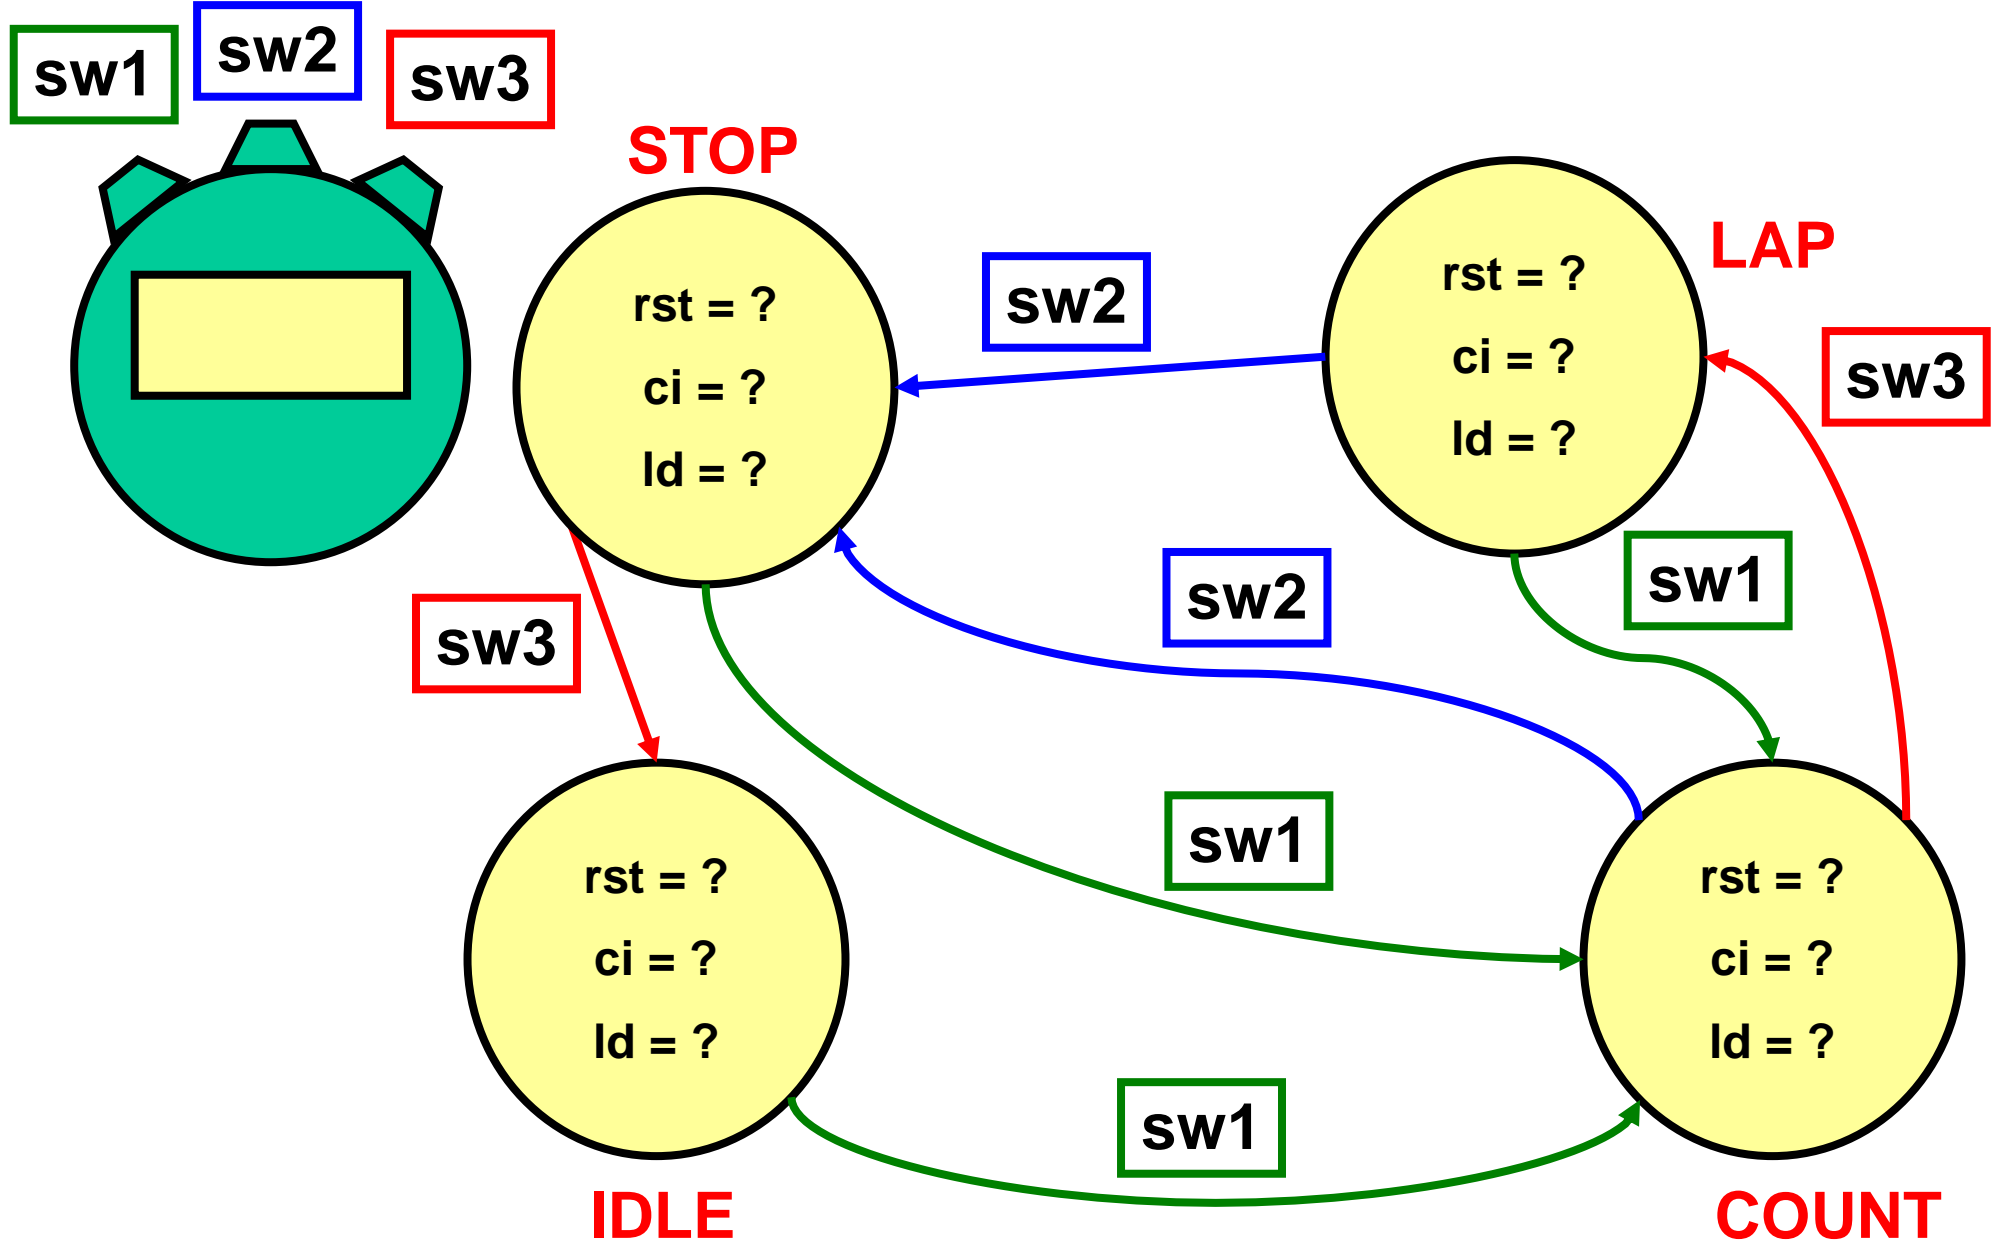 sw1
sw2
sw3
STOP
rst = ?
ci = ?
ld = ?
sw2
LAP
rst = ?
ci = ?
ld = ?
sw3
sw3
sw2
sw1
sw1
IDLE
rst = ?
ci = ?
ld = ?
sw1
COUNT
rst = ?
ci = ?
ld = ?